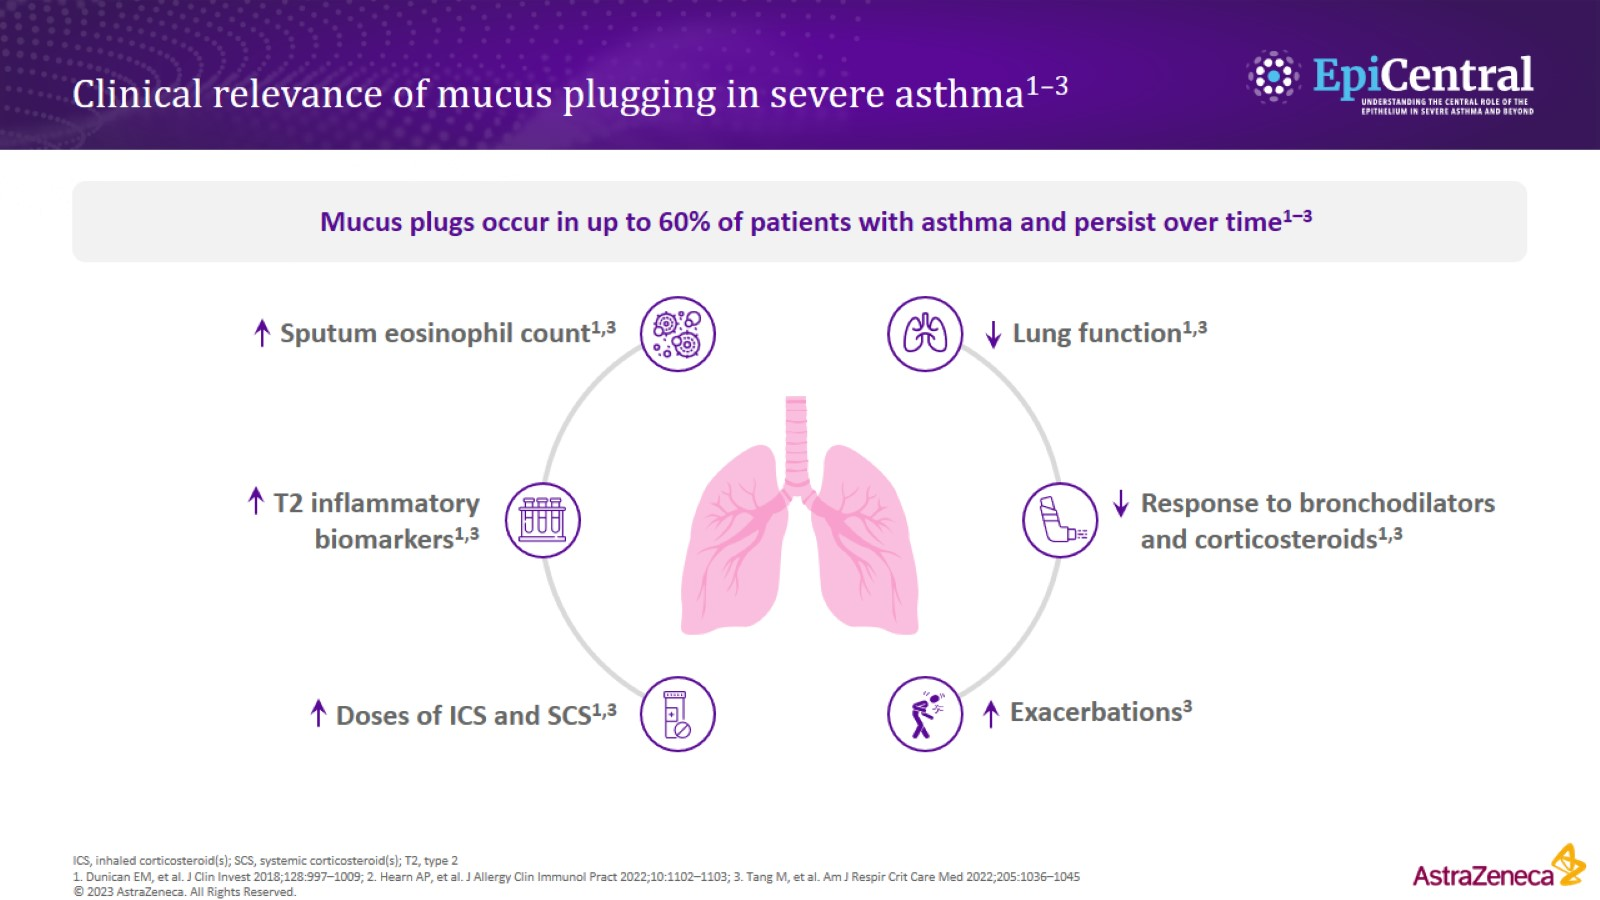 Clinical relevance of mucus plugging in severe asthma¹⁻³
EpiCentral
UNDERSTANDING THE CENTRAL ROLE OF THE
EPITHELIUM IN SEVERE ASTHMA AND BEYOND
Mucus plugs occur in up to 60% of patients with asthma and persist over time¹⁻³
↑ Sputum eosinophil count¹,³
↓ Lung function¹,³
↑ T2 inflammatory
biomarkers¹,³
↓ Response to bronchodilators
and corticosteroids¹,³
↑ Doses of ICS and SCS¹,³
↑ Exacerbations³
ICS, inhaled corticosteroid(s); SCS, systemic corticosteroid(s); T2, type 2
1. Dunican EM, et al. J Clin Invest 2018;128:997–1009; 2. Hearn AP, et al. J Allergy Clin Immunol Pract 2022;10:1102–1103; 3. Tang M, et al. Am J Respir Crit Care Med 2022;205:1036–1045
© 2023 AstraZeneca. All Rights Reserved.
AstraZeneca